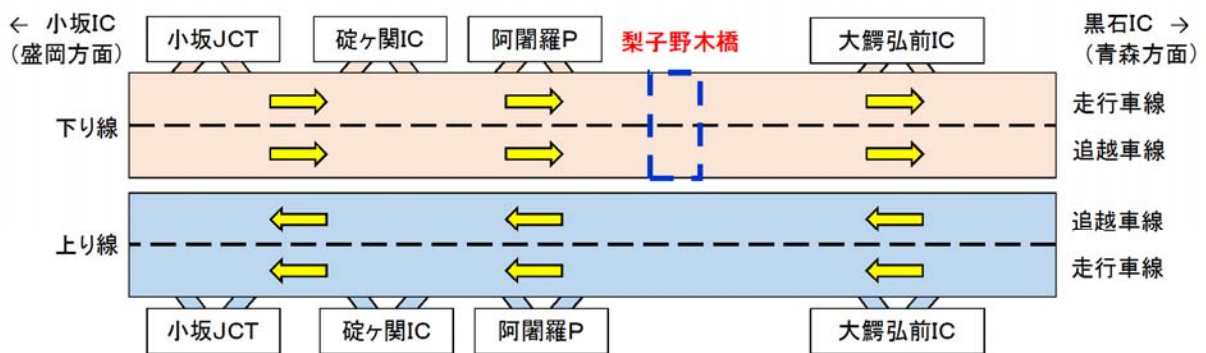 ← 小坂IC
(盛岡方面)
小坂JCT
碇ヶ関IC
阿闍羅P
梨子野木橋
大鰐弘前IC
黒石IC →
(青森方面)
下り線
走行車線
追越車線
上り線
追越車線
走行車線
小坂JCT
碇ヶ関IC
阿闍羅P
大鰐弘前IC